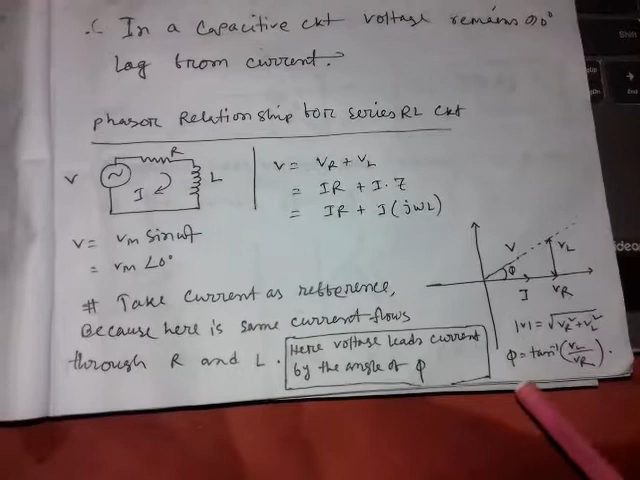 ∴ In a capacitive ckt voltage remains 90°
lag from current.
Phasor Relationship for series RL ckt
R
V
I
L
V = VR + VL
= IR + I. Z
= IR + I (jωL)
V = Vm Sinωt
= Vm ∠0°
V
VL
φ
I
VR
# Take current as refference,
Because here is same current flows
through R and L.
Here voltage leads current
by the angle of φ
|V| = √VR² + VL²
φ = tan⁻¹ (VL/VR).
Shift
End